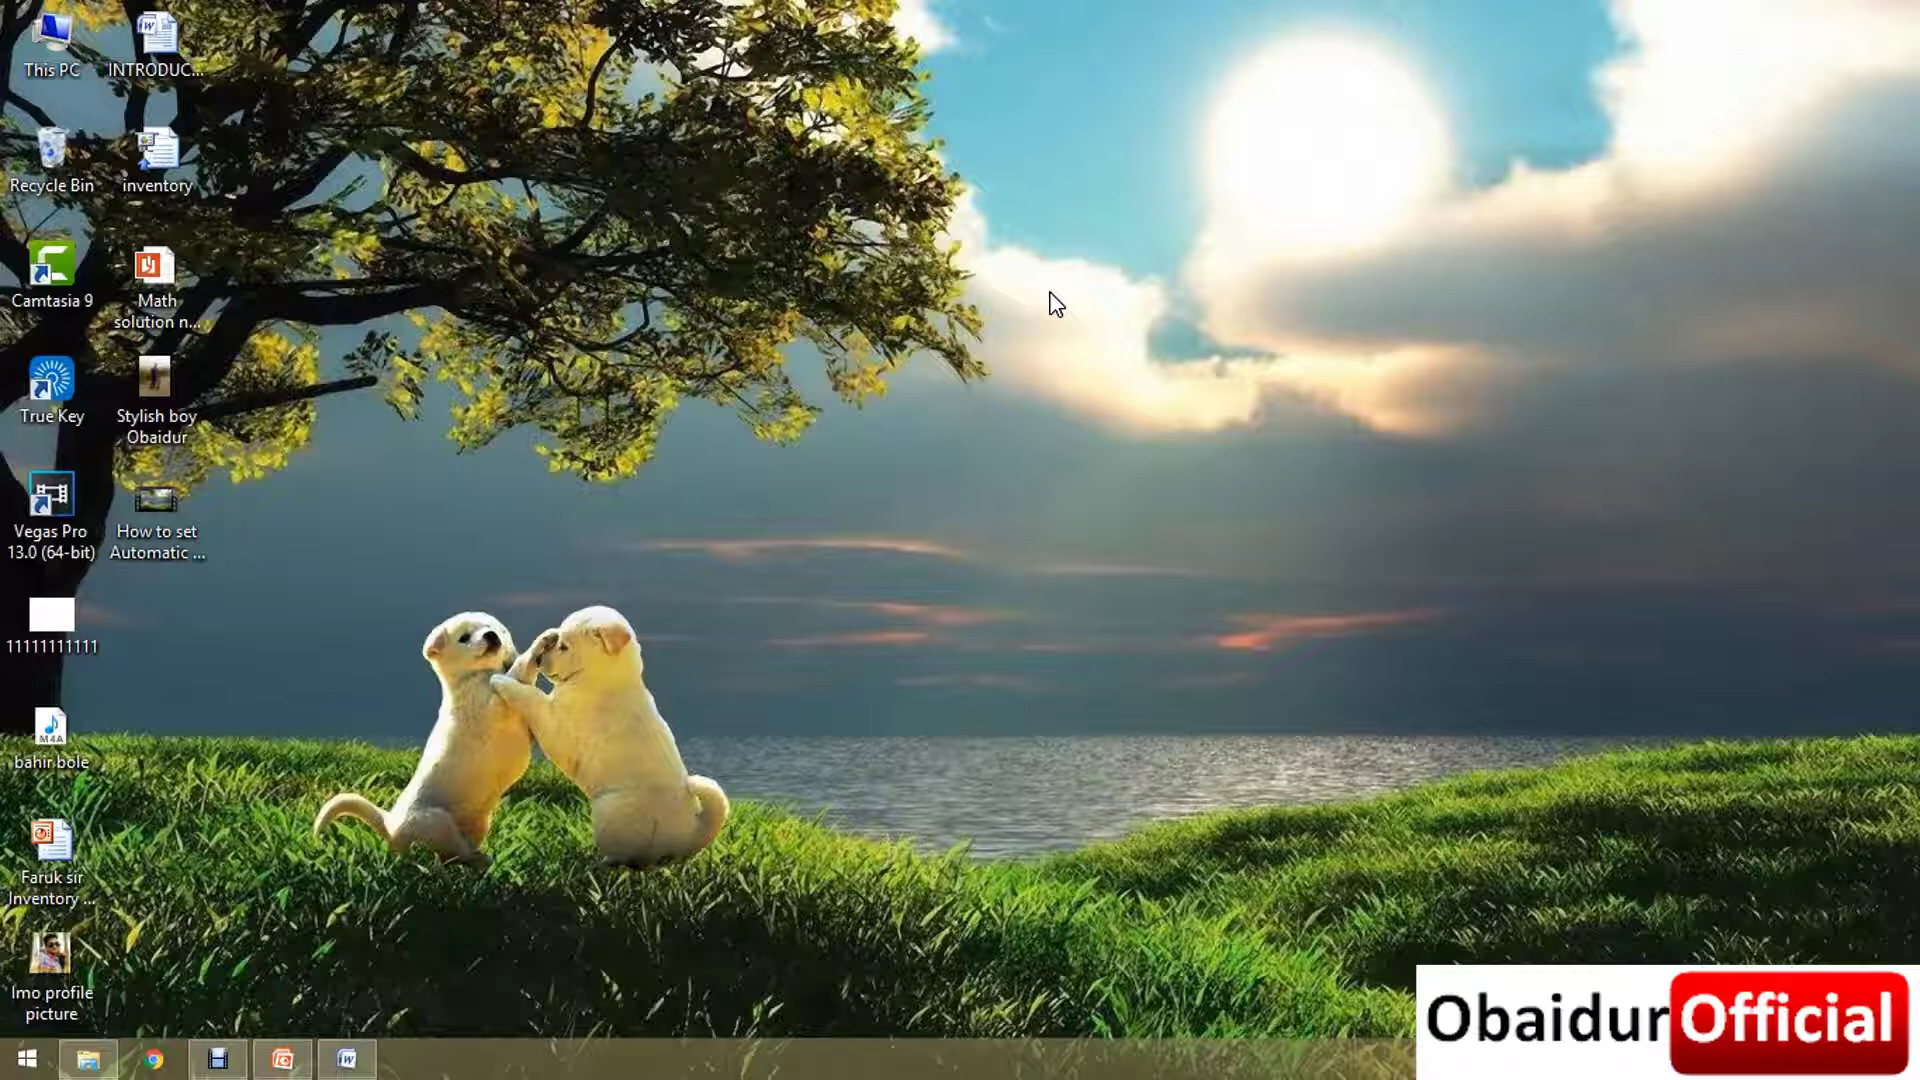 This PC
INTRODUC...
Recycle Bin
inventory
Camtasia 9
Math
solution n...
True Key
Stylish boy
Obaidur
Vegas Pro
13.0 (64-bit)
How to set
Automatic ...
11111111111
M4A
bahir bole
Faruk sir
Inventory ...
Imo profile
picture
Obaidur Official